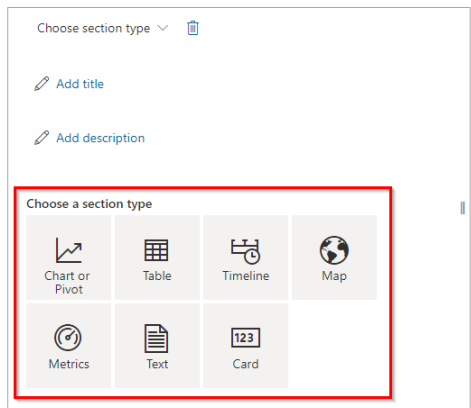 Choose section type
Add title
Add description
Choose a section type
Chart or
Pivot
Table
Timeline
Map
Metrics
Text
123
Card